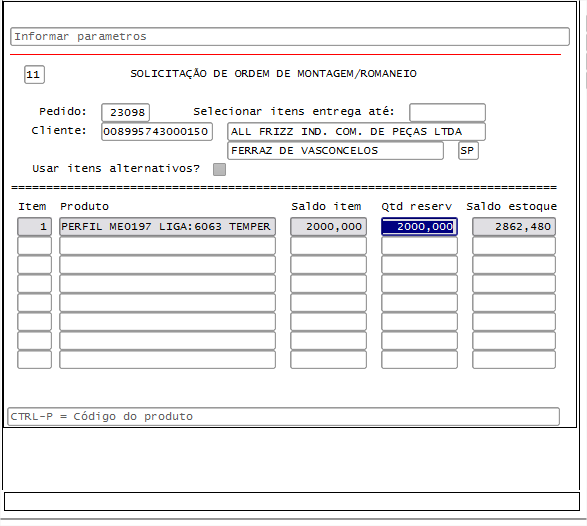 Informar parametros
11 SOLICITAÇÃO DE ORDEM DE MONTAGEM/ROMANEIO
Pedido: 23098 Selecionar itens entrega até:
Cliente: 008995743000150 ALL FRIZZ IND. COM. DE PEÇAS LTDA
FERRAZ DE VASCONCELOS SP
Usar itens alternativos?
Item Produto Saldo item Qtd reserv Saldo estoque
1 PERFIL ME0197 LIGA:6063 TEMPER 2000,000 2000,000 2862,480
CTRL-P = Código do produto